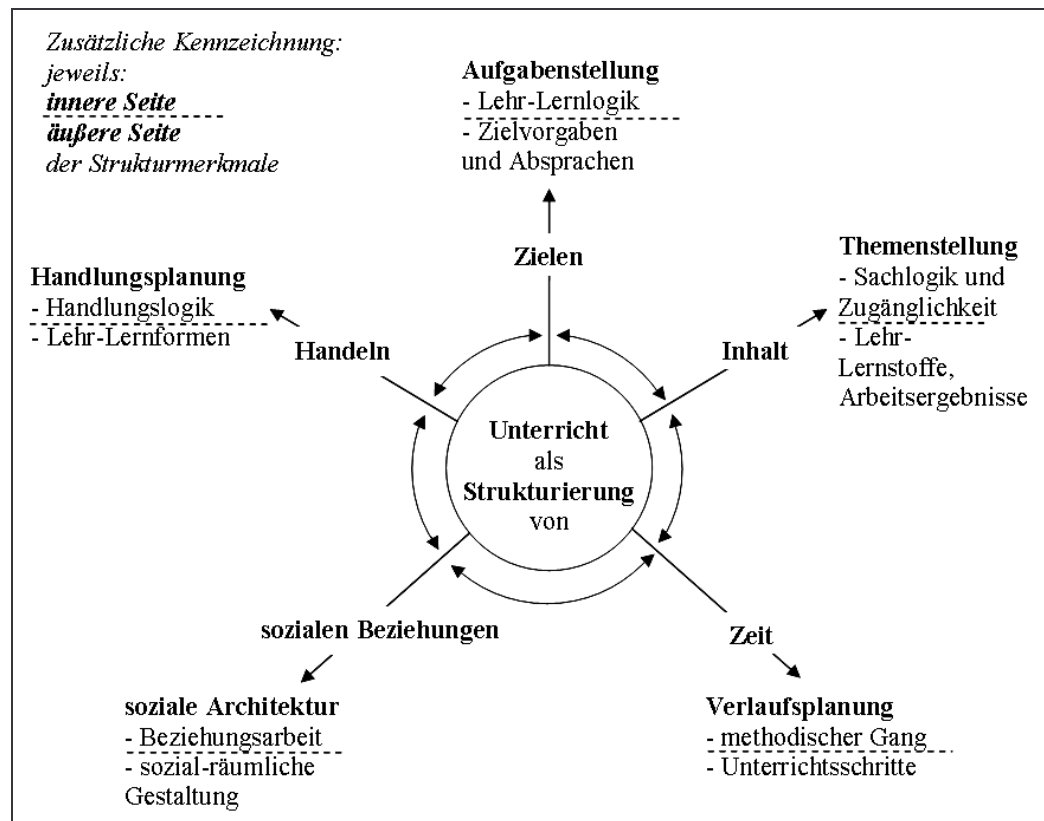 Zusätzliche Kennzeichnung:
jeweils:
innere Seite
äußere Seite
der Strukturmerkmale
Aufgabenstellung
- Lehr-Lernlogik
- Zielvorgaben
und Absprachen
Zielen
Themenstellung
- Sachlogik und
Zugänglichkeit
- Lehr-
Lernstoffe,
Arbeitsergebnisse
Inhalt
Handlungsplanung
- Handlungslogik
- Lehr-Lernformen
Handeln
Unterricht
als
Strukturierung
von
sozialen Beziehungen
Zeit
soziale Architektur
- Beziehungsarbeit
- sozial-räumliche
Gestaltung
Verlaufsplanung
- methodischer Gang
- Unterrichtsschritte